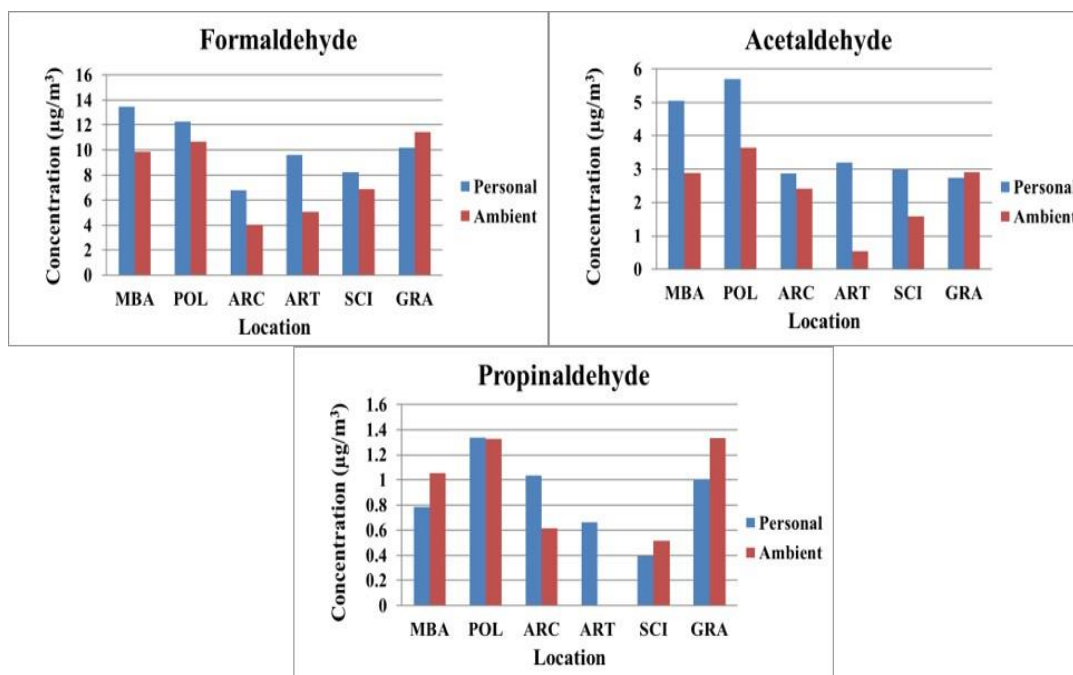 Formaldehyde
Concentration (µg/m³)
16
14
12
10
8
6
4
2
0
MBA POL ARC ART SCI GRA
Location
Personal
Ambient
Acetaldehyde
Concentration (µg/m³)
6
5
4
3
2
1
0
MBA POL ARC ART SCI GRA
Location
Personal
Ambient
Propinaldehyde
Concentration (µg/m³)
1.6
1.4
1.2
1
0.8
0.6
0.4
0.2
0
MBA POL ARC ART SCI GRA
Location
Personal
Ambient